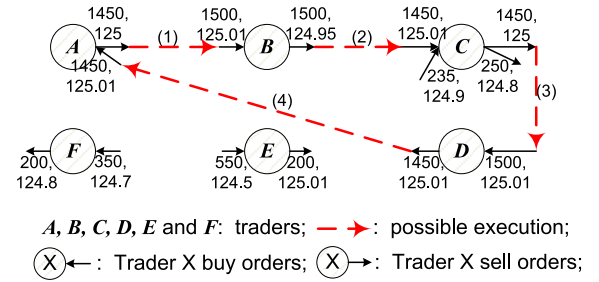 1450, 1500, 1500, 1450, 1450,
125 (1) 125.01 124.95 (2) 125.01 125
A B C
1450, 235, 250,
125.01 124.9 124.8
(4) (3)
F E D
200, 350, 550, 200, 1450, 1500,
124.8 124.7 124.5 125.01 125.01 125.01
A, B, C, D, E and F: traders; : possible execution;
X : Trader X buy orders; X : Trader X sell orders;